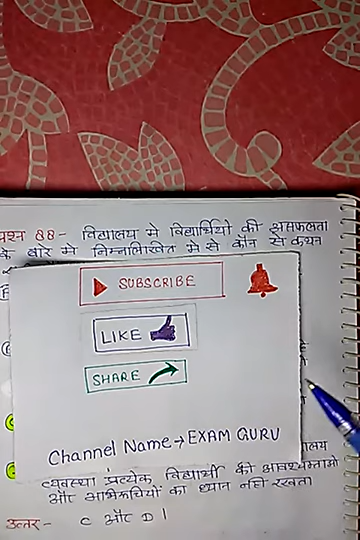 प्रश्न 88- विद्यालय मे विद्यार्थियो की असफलता
के बारे मे निम्नलिखित मे से कौन से कथन
SUBSCRIBE
LIKE
SHARE
Channel Name → EXAM GURU
व्यवस्था प्रत्येक विद्यार्थी की आवश्यकताओ
और अभिरूचियों का ध्यान नहि रखता
उत्तर- C और D।